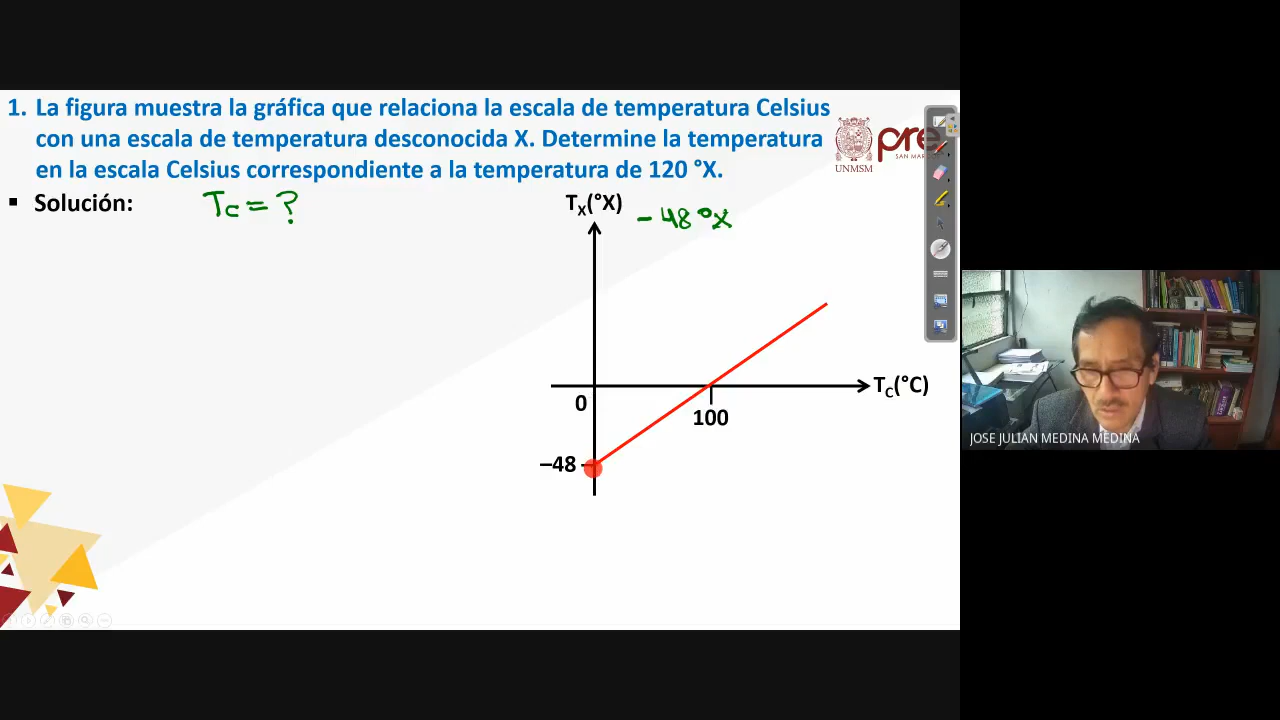 1. La figura muestra la gráfica que relaciona la escala de temperatura Celsius
con una escala de temperatura desconocida X. Determine la temperatura
en la escala Celsius correspondiente a la temperatura de 120 °X.
UNMSM
pre
SAN MAR
▪ Solución:
Tc = ?
TX(°X)
-48 °X
TC(°C)
0
100
–48
JOSE JULIAN MEDINA MEDINA